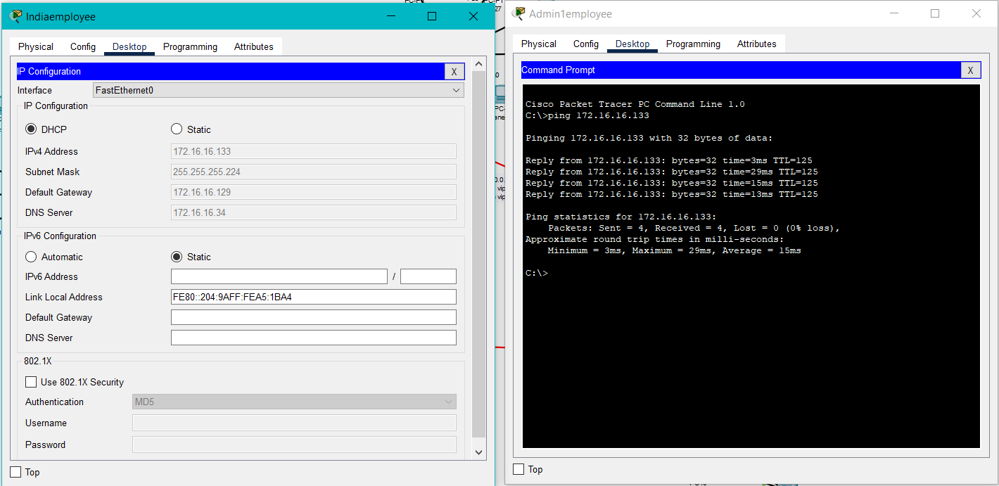 Indiaemployee
Physical Config Desktop Programming Attributes
IP Configuration X
Interface FastEthernet0
IP Configuration
DHCP Static
IPv4 Address 172.16.16.133
Subnet Mask 255.255.255.224
Default Gateway 172.16.16.129
DNS Server 172.16.16.34
IPv6 Configuration
Automatic Static
IPv6 Address /
Link Local Address FE80::204:9AFF:FEA5:1BA4
Default Gateway
DNS Server
802.1X
Use 802.1X Security
Authentication MD5
Username
Password
Top
27
0
PC-
0.0.
vip
vip
Admin1employee
Physical Config Desktop Programming Attributes
Command Prompt X
Cisco Packet Tracer PC Command Line 1.0
C:\>ping 172.16.16.133
Pinging 172.16.16.133 with 32 bytes of data:
Reply from 172.16.16.133: bytes=32 time=3ms TTL=125
Reply from 172.16.16.133: bytes=32 time=29ms TTL=125
Reply from 172.16.16.133: bytes=32 time=15ms TTL=125
Reply from 172.16.16.133: bytes=32 time=13ms TTL=125
Ping statistics for 172.16.16.133:
Packets: Sent = 4, Received = 4, Lost = 0 (0% loss),
Approximate round trip times in milli-seconds:
Minimum = 3ms, Maximum = 29ms, Average = 15ms
C:\>
Top